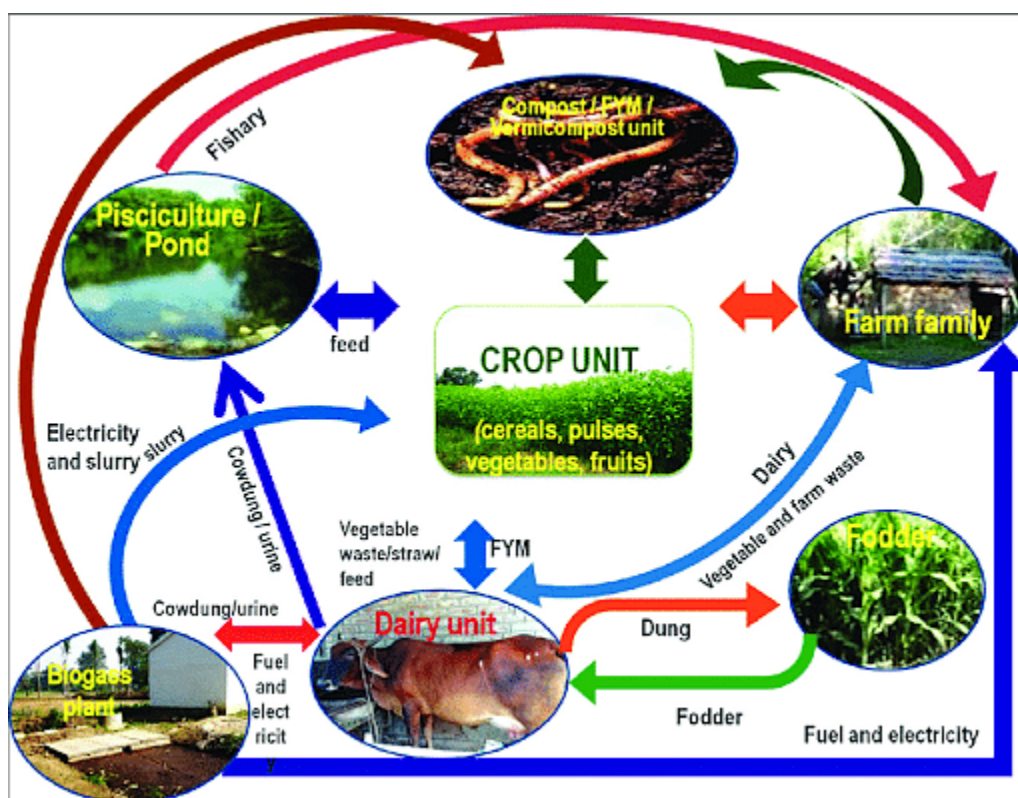 Fishary
Compost / FYM /
Vermicompost unit
Pisciculture /
Pond
Farm family
feed
CROP UNIT
(cereals, pulses,
vegetables, fruits)
Electricity
and slurry
slurry
Cowdung/ urine
Dairy
Vegetable and farm waste
Vegetable
waste/straw/
feed
FYM
Fodder
Cowdung/urine
Dairy unit
Dung
Biogaes
plant
Fuel
and
elect
ricit
y
Fodder
Fuel and electricity